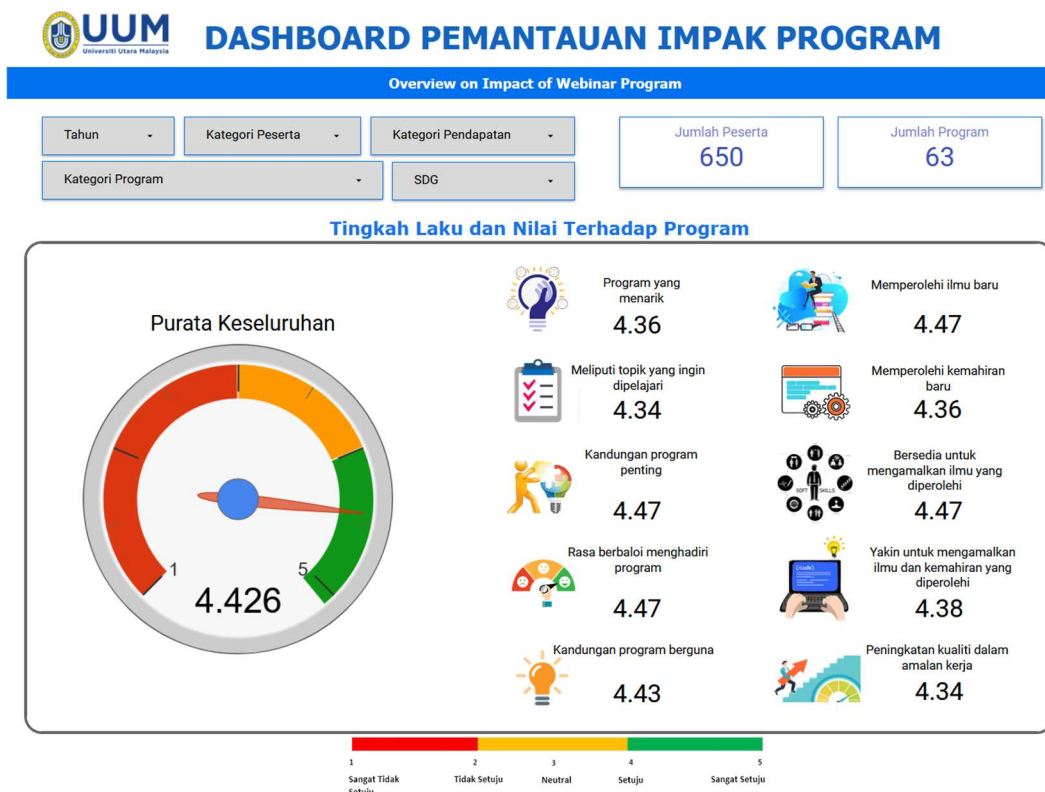 UUM
Universiti Utara Malaysia
DASHBOARD PEMANTAUAN IMPAK PROGRAM
Overview on Impact of Webinar Program
Tahun
Kategori Peserta
Kategori Pendapatan
Kategori Program
SDG
Jumlah Peserta
650
Jumlah Program
63
Tingkah Laku dan Nilai Terhadap Program
Purata Keseluruhan
1
5
4.426
Program yang
menarik
4.36
Meliputi topik yang ingin
dipelajari
4.34
Kandungan program
penting
4.47
Rasa berbaloi menghadiri
program
4.47
Kandungan program berguna
4.43
Memperolehi ilmu baru
4.47
Memperolehi kemahiran
baru
4.36
SOFT SKILLS
Bersedia untuk
mengamalkan ilmu yang
diperolehi
4.47
Yakin untuk mengamalkan
ilmu dan kemahiran yang
diperolehi
4.38
Peningkatan kualiti dalam
amalan kerja
4.34
1 2 3 4 5
Sangat Tidak Tidak Setuju Neutral Setuju Sangat Setuju
Setuju